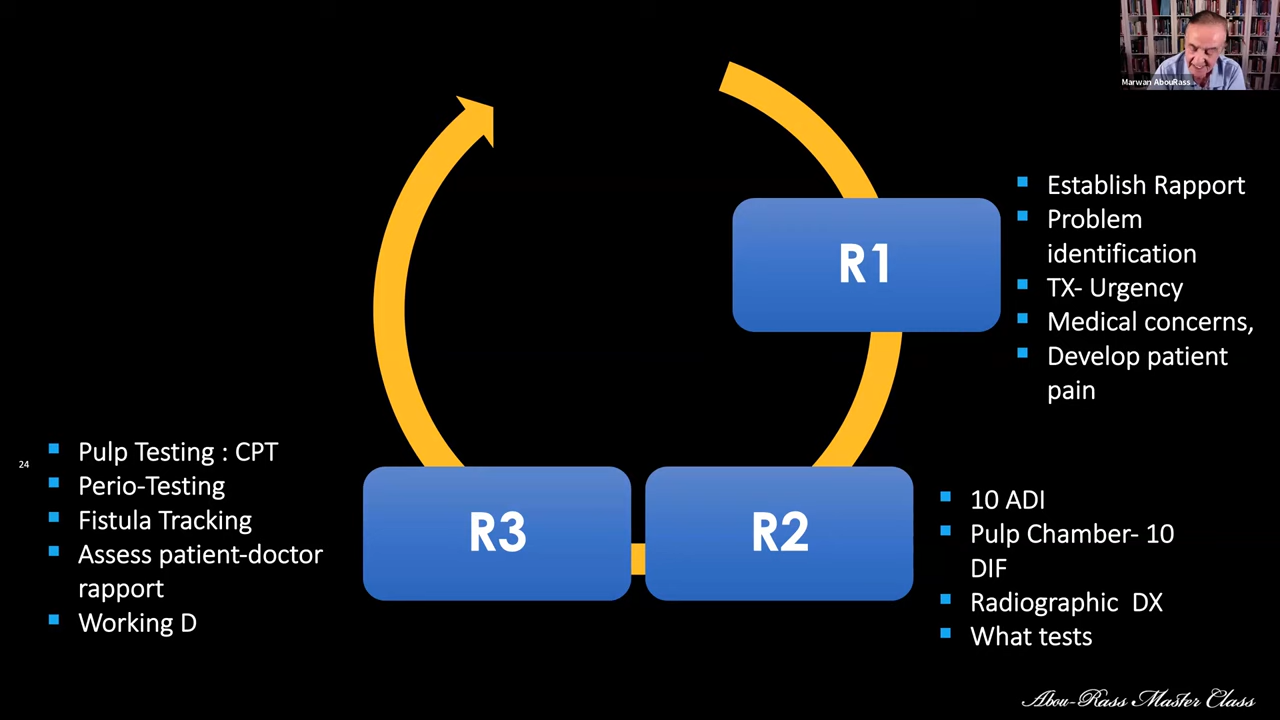 Marwan AbouRass
R1
Establish Rapport
Problem
identification
TX- Urgency
Medical concerns,
Develop patient
pain
R2
10 ADI
Pulp Chamber- 10
DIF
Radiographic DX
What tests
R3
Pulp Testing : CPT
Perio-Testing
Fistula Tracking
Assess patient-doctor
rapport
Working D
24
Abou-Rass Master Class